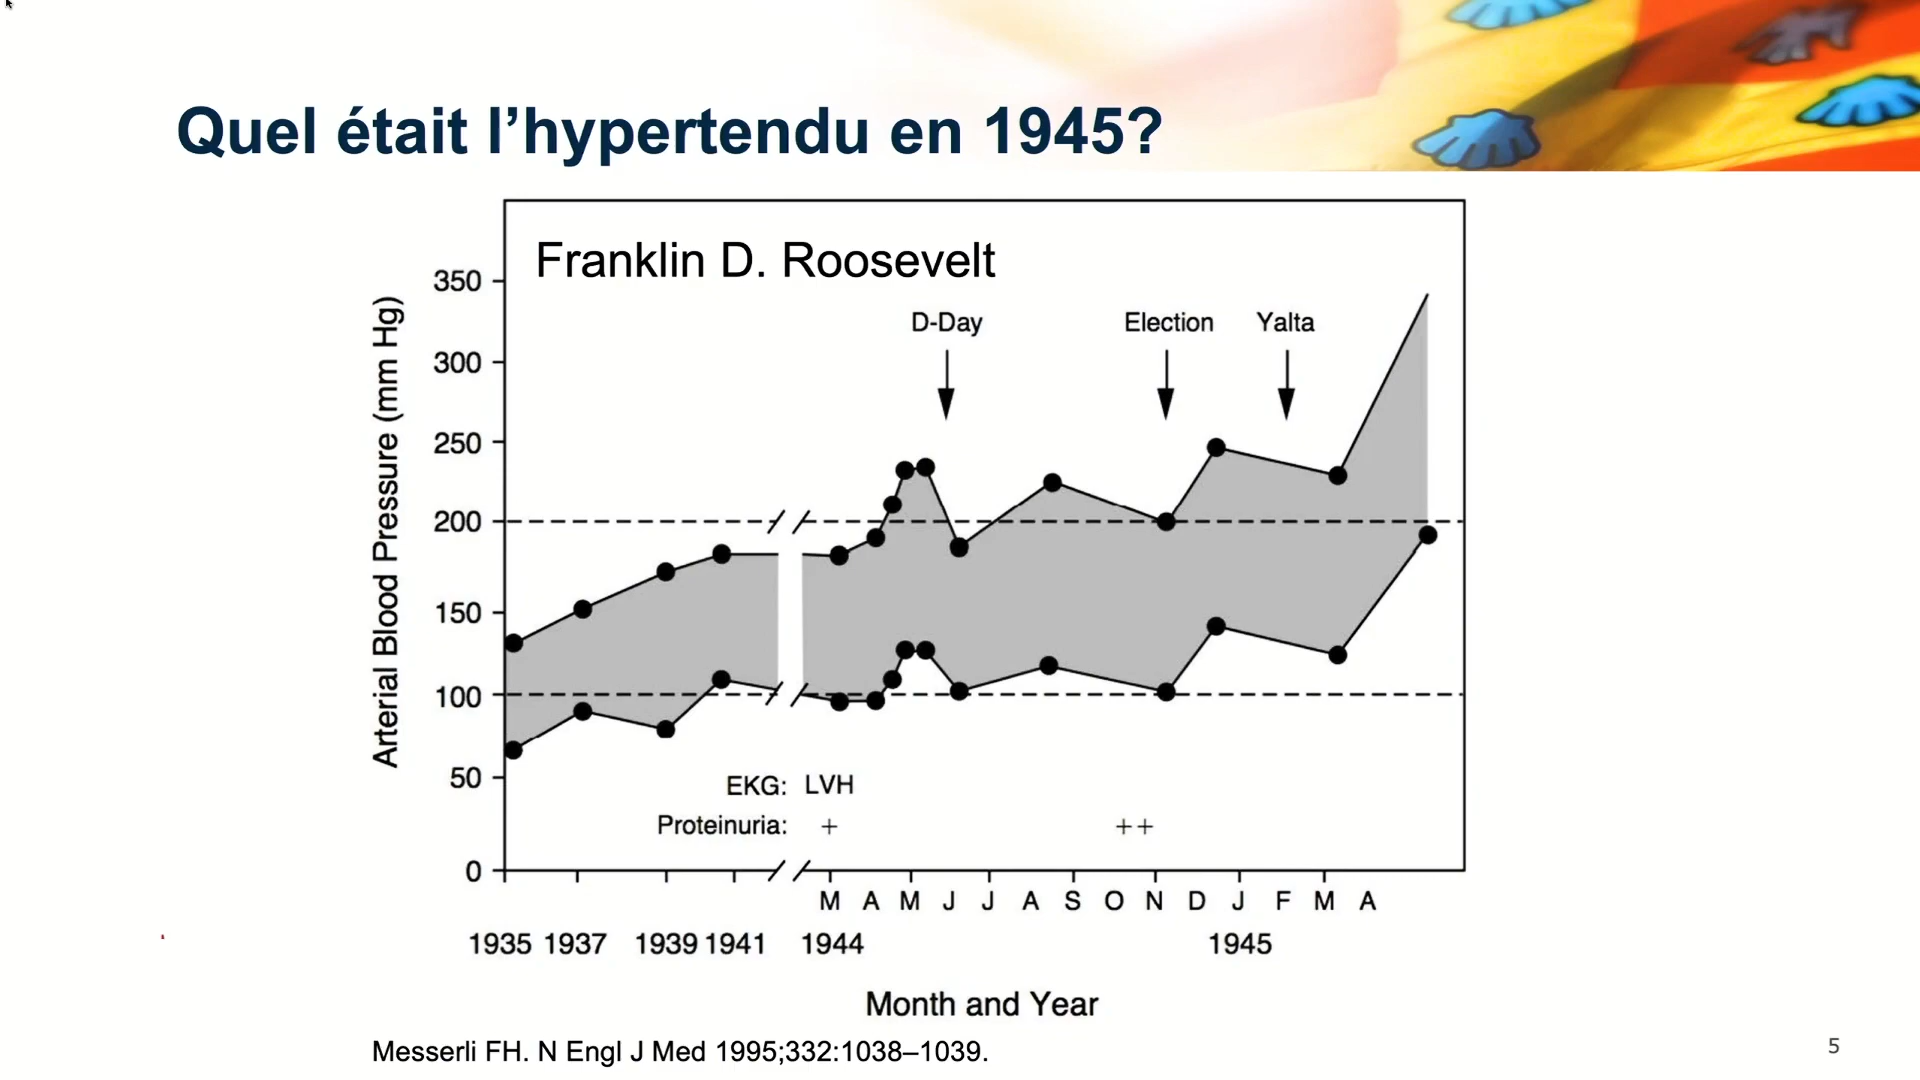 Quel était l’hypertendu en 1945?
Franklin D. Roosevelt
D-Day Election Yalta
Arterial Blood Pressure (mm Hg)
350
300
250
200
150
100
50
0
EKG: LVH
Proteinuria: + ++
M A M J J A S O N D J F M A
1935 1937 1939 1941 1944 1945
Month and Year
Messerli FH. N Engl J Med 1995;332:1038–1039.
5